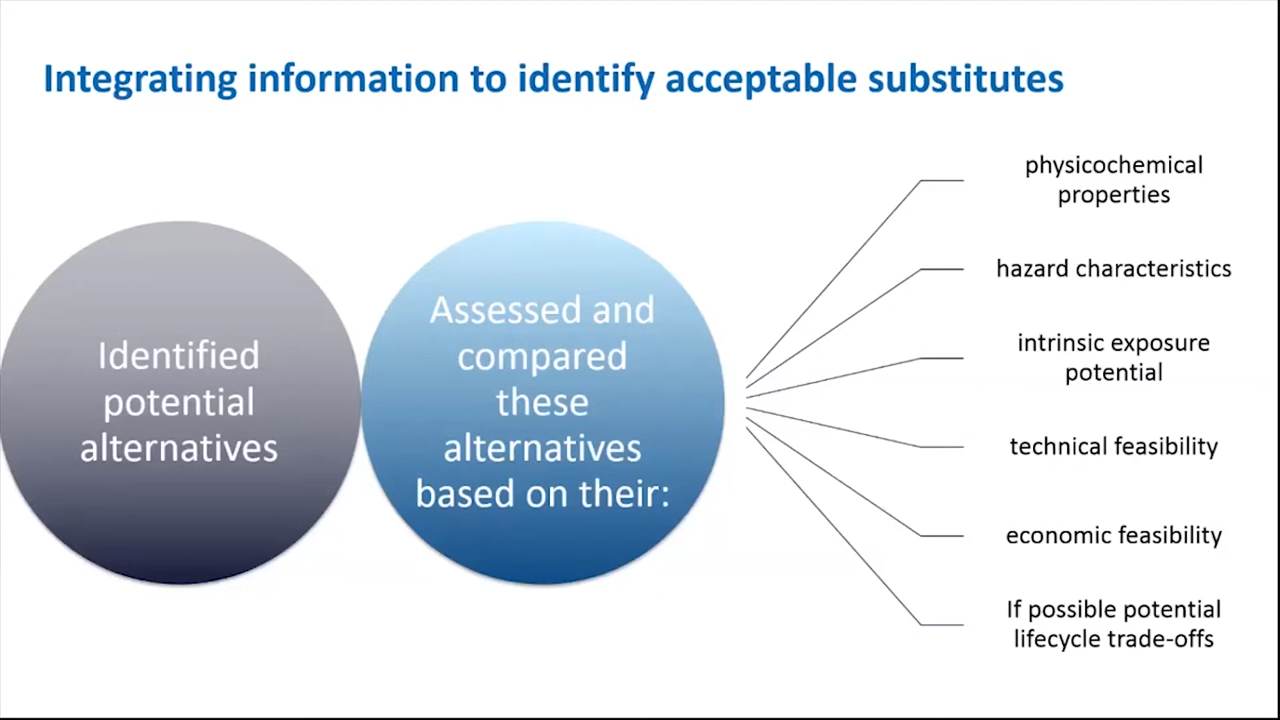 Integrating information to identify acceptable substitutes
Identified
potential
alternatives
Assessed and
compared
these
alternatives
based on their:
physicochemical
properties
hazard characteristics
intrinsic exposure
potential
technical feasibility
economic feasibility
If possible potential
lifecycle trade-offs